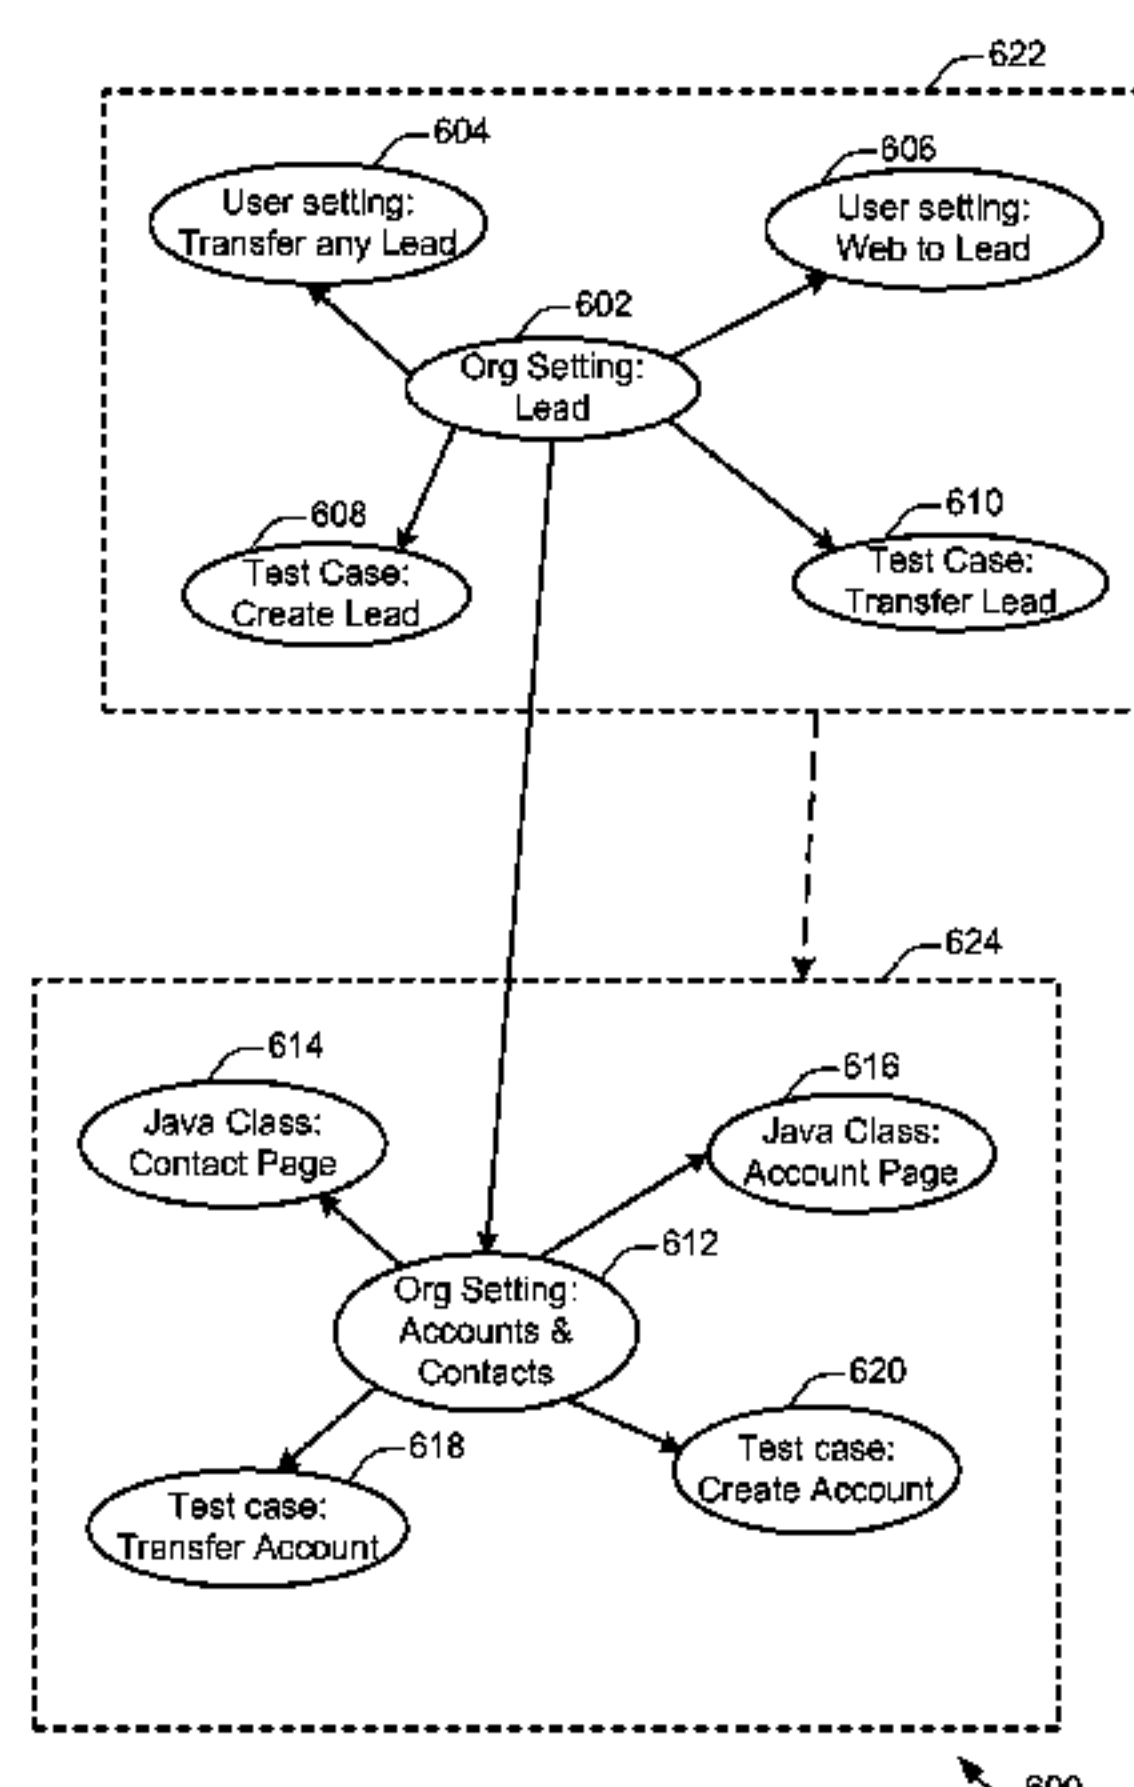 622
604
606
User setting:
Transfer any Lead
User setting:
Web to Lead
602
Org Setting:
Lead
608
610
Test Case:
Create Lead
Test Case:
Transfer Lead
624
614
616
Java Class:
Contact Page
Java Class:
Account Page
612
Org Setting:
Accounts &
Contacts
620
618
Test case:
Create Account
Test case:
Transfer Account
600